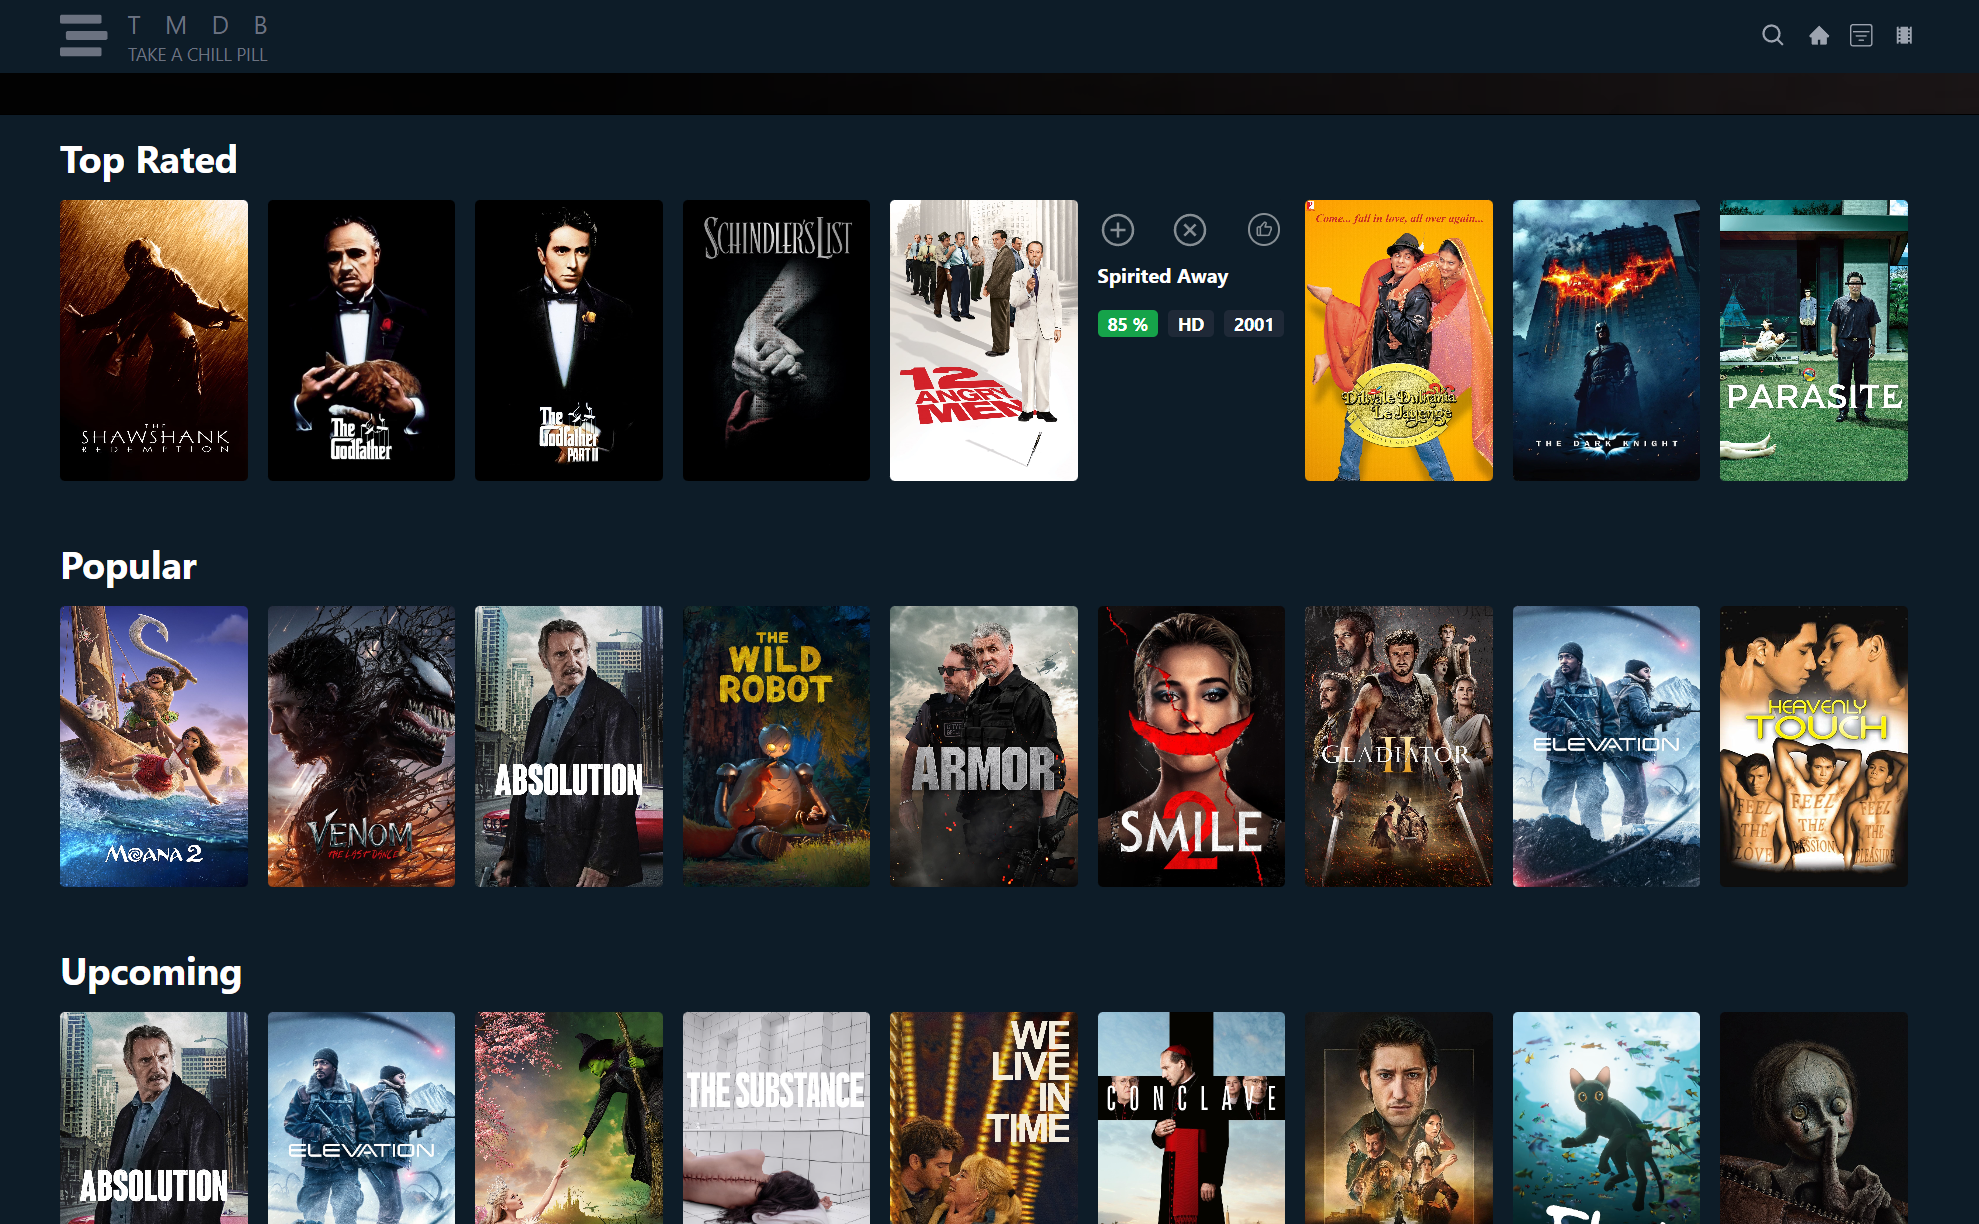 T M D B
TAKE A CHILL PILL
Top Rated
THE
SHAWSHANK
REDEMPTION
The
Godfather
The
Godfather
PART II
SCHINDLER'S LIST
12
ANGRY
MEN
Spirited Away
85 %
HD
2001
Come... fall in love, all over again...
Dilwale Dulhania
Le Jayenge
THE DARK KNIGHT
PARASITE
Popular
MOANA 2
VENOM
THE LAST DANCE
ABSOLUTION
THE
WILD
ROBOT
ARMOR
2
SMILE
GLADIATOR
II
ELEVATION
HEAVENLY
TOUCH
FEEL
THE
LOVE
FEEL
THE
PASSION
FEEL
THE
PLEASURE
Upcoming
ABSOLUTION
ELEVATION
THE SUBSTANCE
WE
LIVE
IN
TIME
CONCLAVE